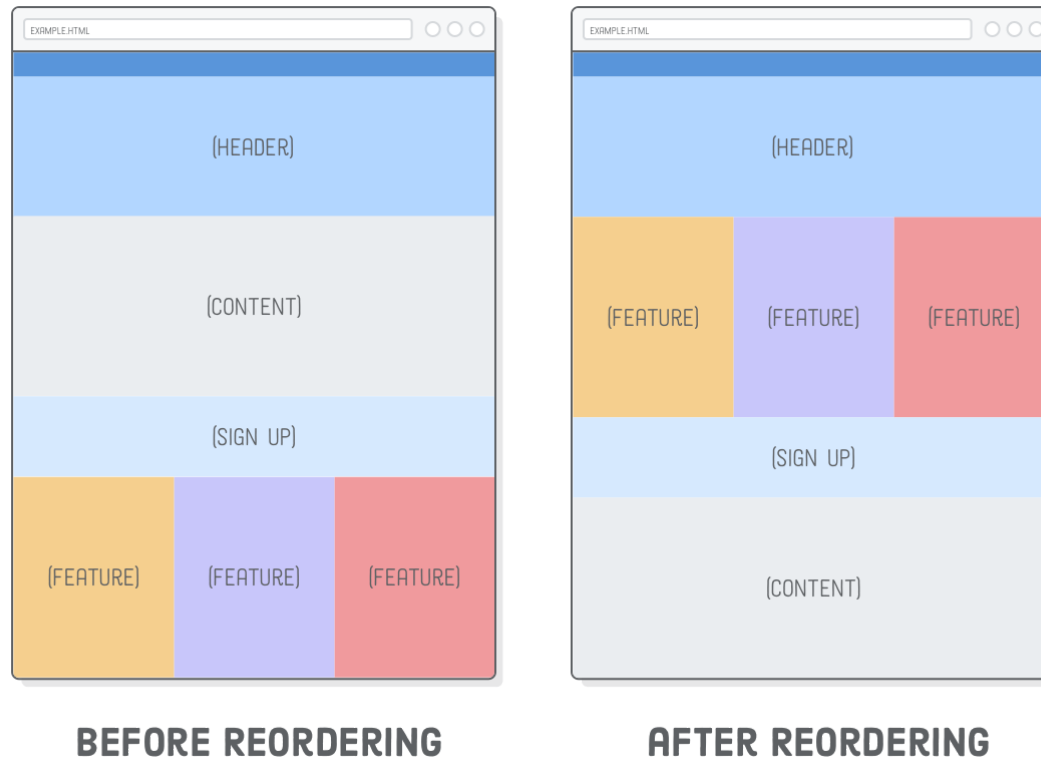 EXAMPLE.HTML
(HEADER)
(CONTENT)
(SIGN UP)
(FEATURE) (FEATURE) (FEATURE)
BEFORE REORDERING
EXAMPLE.HTML
(HEADER)
(FEATURE) (FEATURE) (FEATURE)
(SIGN UP)
(CONTENT)
AFTER REORDERING